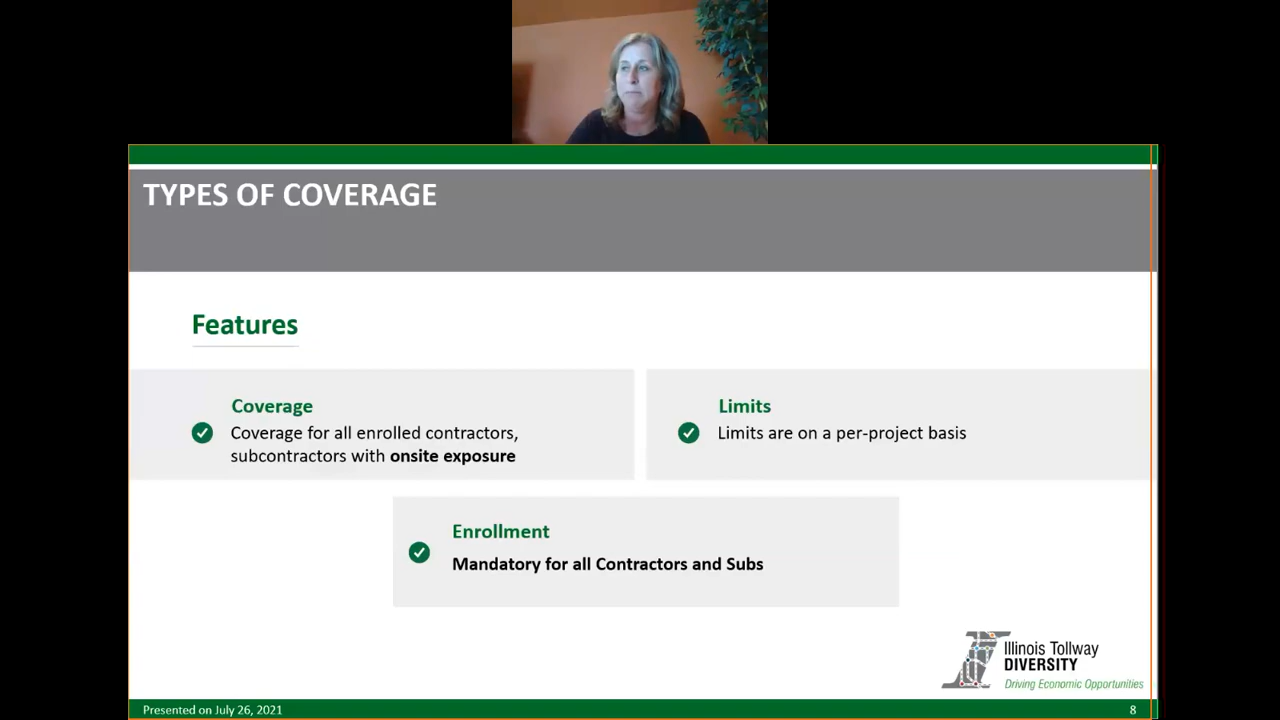 TYPES OF COVERAGE
Features
Coverage
Coverage for all enrolled contractors,
subcontractors with onsite exposure
Limits
Limits are on a per-project basis
Enrollment
Mandatory for all Contractors and Subs
Illinois Tollway
DIVERSITY
Driving Economic Opportunities
Presented on July 26, 2021
8